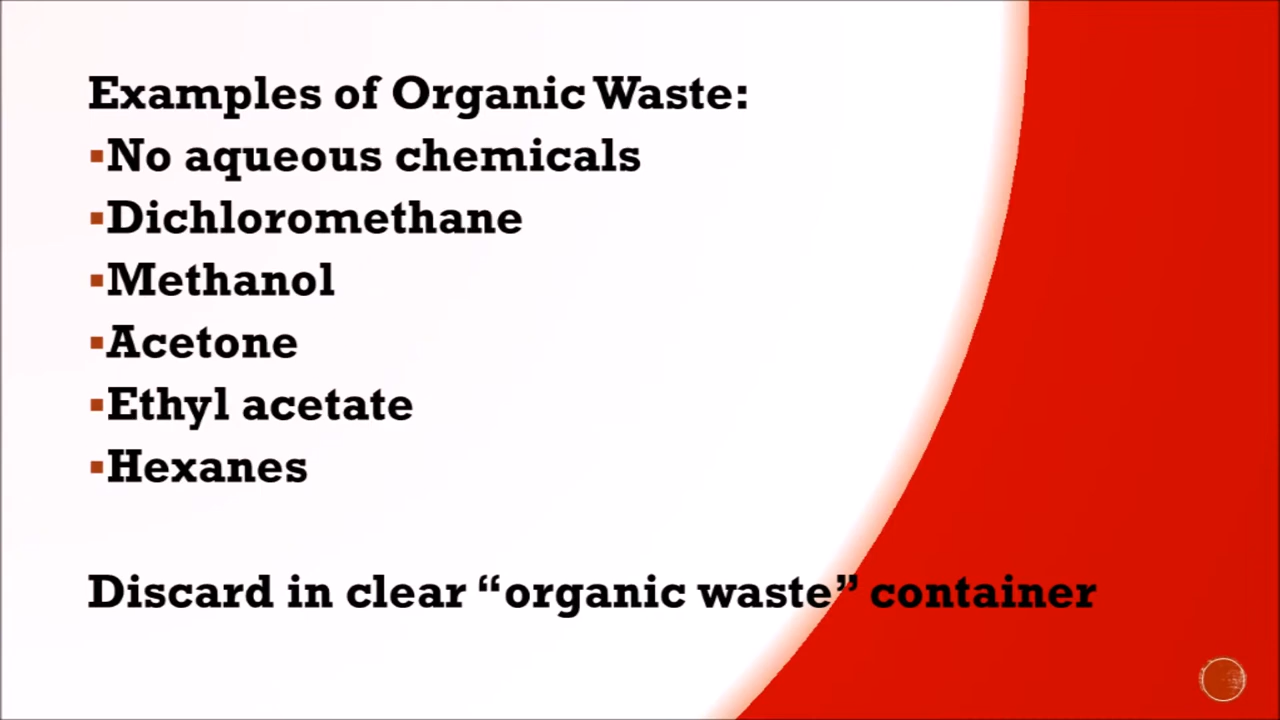 Examples of Organic Waste:
▪No aqueous chemicals
▪Dichloromethane
▪Methanol
▪Acetone
▪Ethyl acetate
▪Hexanes
Discard in clear “organic waste” container